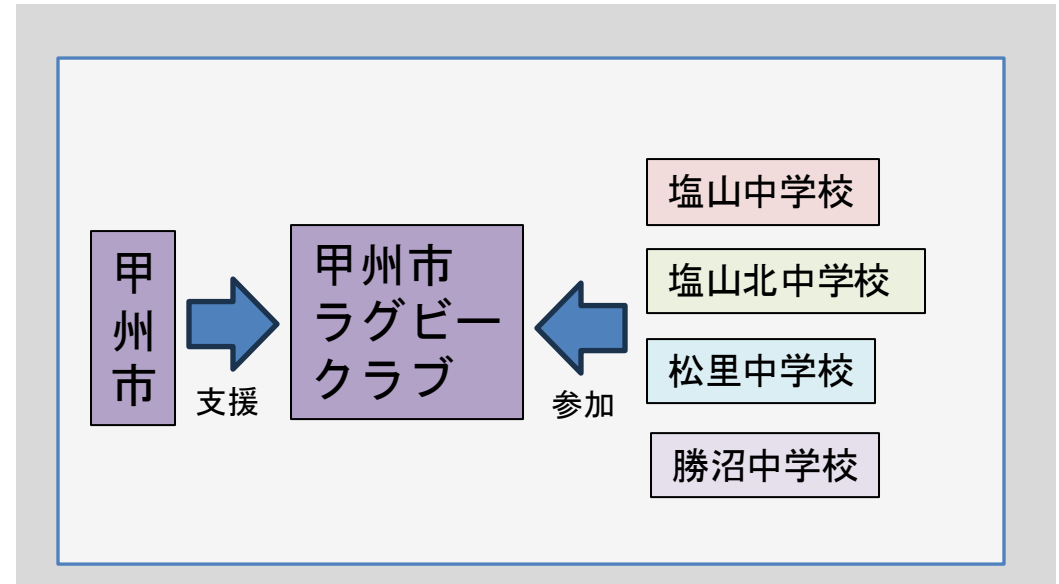 甲州市
支援
甲州市
ラグビー
クラブ
参加
塩山中学校
塩山北中学校
松里中学校
勝沼中学校